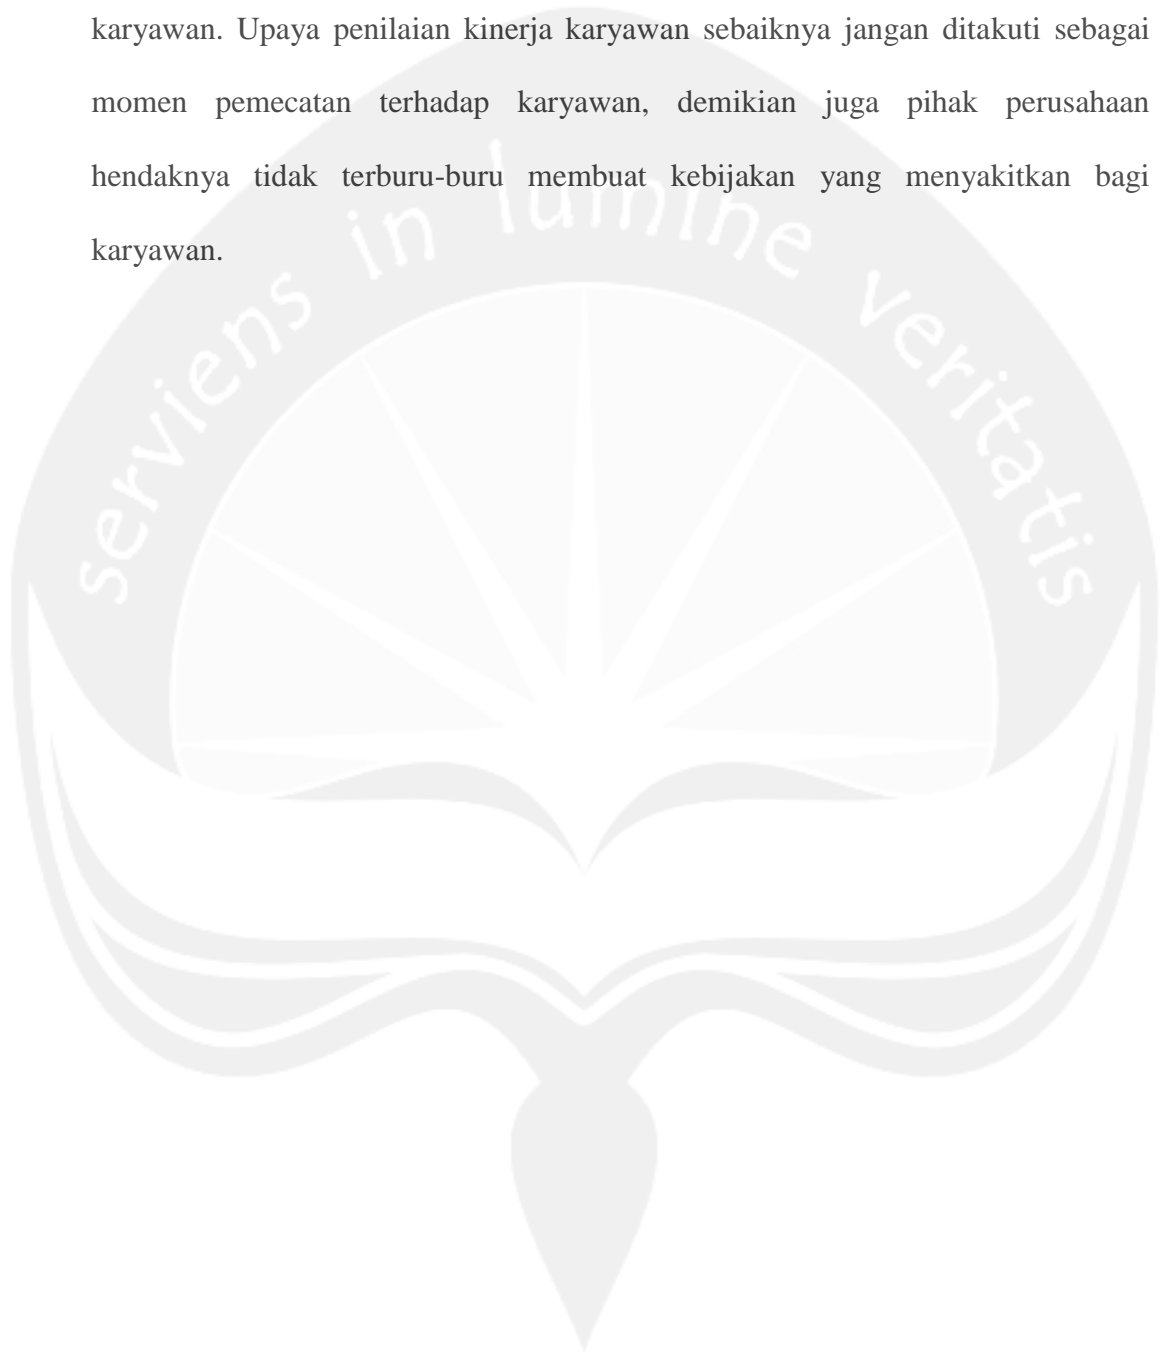 karyawan. Upaya penilaian kinerja karyawan sebaiknya jangan ditakuti sebagai
momen pemecatan terhadap karyawan, demikian juga pihak perusahaan
hendaknya tidak terburu-buru membuat kebijakan yang menyakitkan bagi
karyawan.
serviens in lumine veritatis